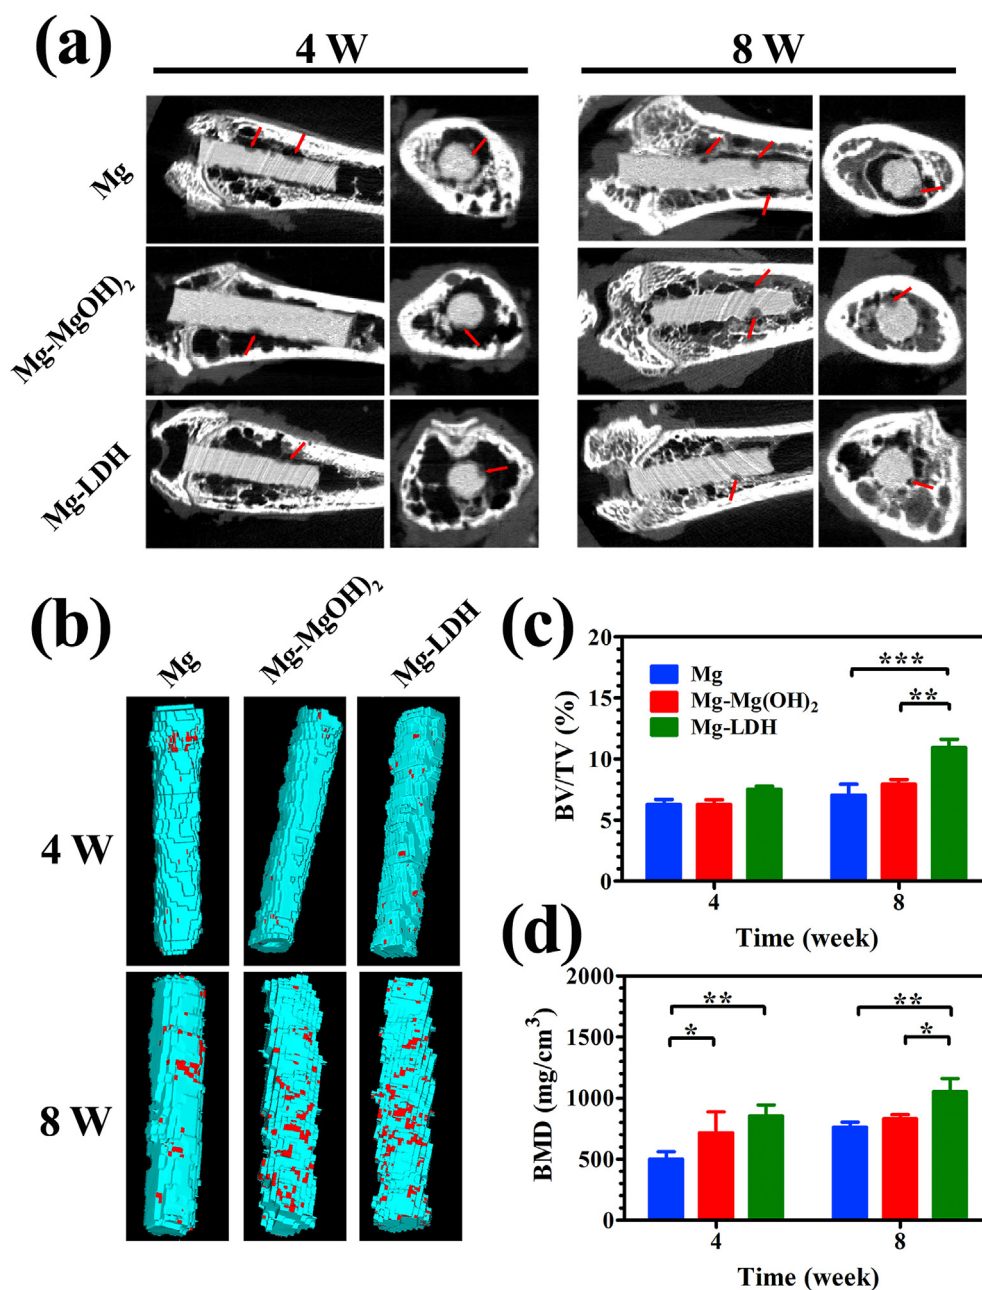 (a)
4 W
8 W
Mg
Mg-MgOH)₂
Mg-LDH
(b)
Mg
Mg-MgOH)₂
Mg-LDH
4 W
8 W
(c)
20
15
10
5
0
BV/TV (%)
Mg
Mg-Mg(OH)₂
Mg-LDH
***
**
4
8
Time (week)
(d)
2000
1500
1000
500
0
BMD (mg/cm³)
**
*
**
*
4
8
Time (week)